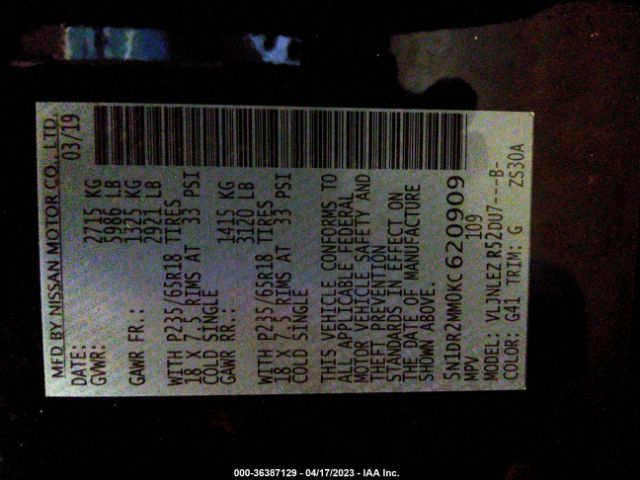 MFD BY NISSAN MOTOR CO., LTD.
DATE: 03/19
GVWR: 2715 KG
5986 LB
GAWR FR.: 1325 KG
2921 LB
WITH P235/65R18 TIRES
18 X 7.5 RIMS AT 33 PSI
COLD SINGLE
GAWR RR.: 1415 KG
3120 LB
WITH P235/65R18 TIRES
18 X 7.5 RIMS AT 33 PSI
COLD SINGLE
THIS VEHICLE CONFORMS TO
ALL APPLICABLE FEDERAL
MOTOR VEHICLE SAFETY AND
THEFT PREVENTION
STANDARDS IN EFFECT ON
THE DATE OF MANUFACTURE
SHOWN ABOVE.
5N1DR2MM0KC620909
MPV 109
MODEL: YLJNLEZ R52DU7---B-
COLOR: G41 TRIM: G ZS30A
000-36387129 - 04/17/2023 - IAA Inc.